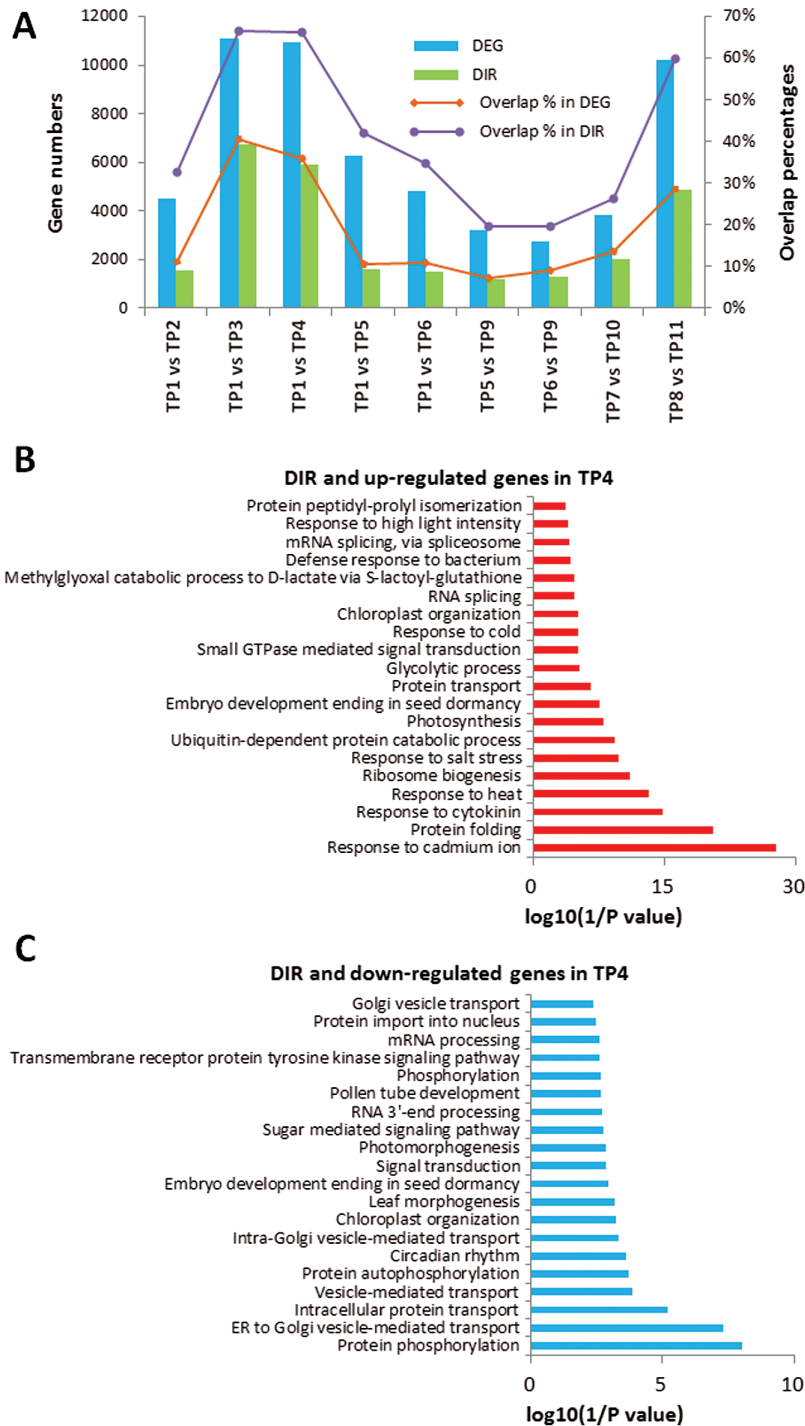 A
12000
10000
8000
6000
4000
2000
0
Gene numbers
70%
60%
50%
40%
30%
20%
10%
0%
Overlap percentages
DEG
DIR
Overlap % in DEG
Overlap % in DIR
TP1 vs TP2
TP1 vs TP3
TP1 vs TP4
TP1 vs TP5
TP1 vs TP6
TP5 vs TP9
TP6 vs TP9
TP7 vs TP10
TP8 vs TP11
B
DIR and up-regulated genes in TP4
Protein peptidyl-prolyl isomerization
Response to high light intensity
mRNA splicing, via spliceosome
Defense response to bacterium
Methylglyoxal catabolic process to D-lactate via S-lactoyl-glutathione
RNA splicing
Chloroplast organization
Response to cold
Small GTPase mediated signal transduction
Glycolytic process
Protein transport
Embryo development ending in seed dormancy
Photosynthesis
Ubiquitin-dependent protein catabolic process
Response to salt stress
Ribosome biogenesis
Response to heat
Response to cytokinin
Protein folding
Response to cadmium ion
0 15 30
log10(1/P value)
C
DIR and down-regulated genes in TP4
Golgi vesicle transport
Protein import into nucleus
mRNA processing
Transmembrane receptor protein tyrosine kinase signaling pathway
Phosphorylation
Pollen tube development
RNA 3'-end processing
Sugar mediated signaling pathway
Photomorphogenesis
Signal transduction
Embryo development ending in seed dormancy
Leaf morphogenesis
Chloroplast organization
Intra-Golgi vesicle-mediated transport
Circadian rhythm
Protein autophosphorylation
Vesicle-mediated transport
Intracellular protein transport
ER to Golgi vesicle-mediated transport
Protein phosphorylation
0 5 10
log10(1/P value)